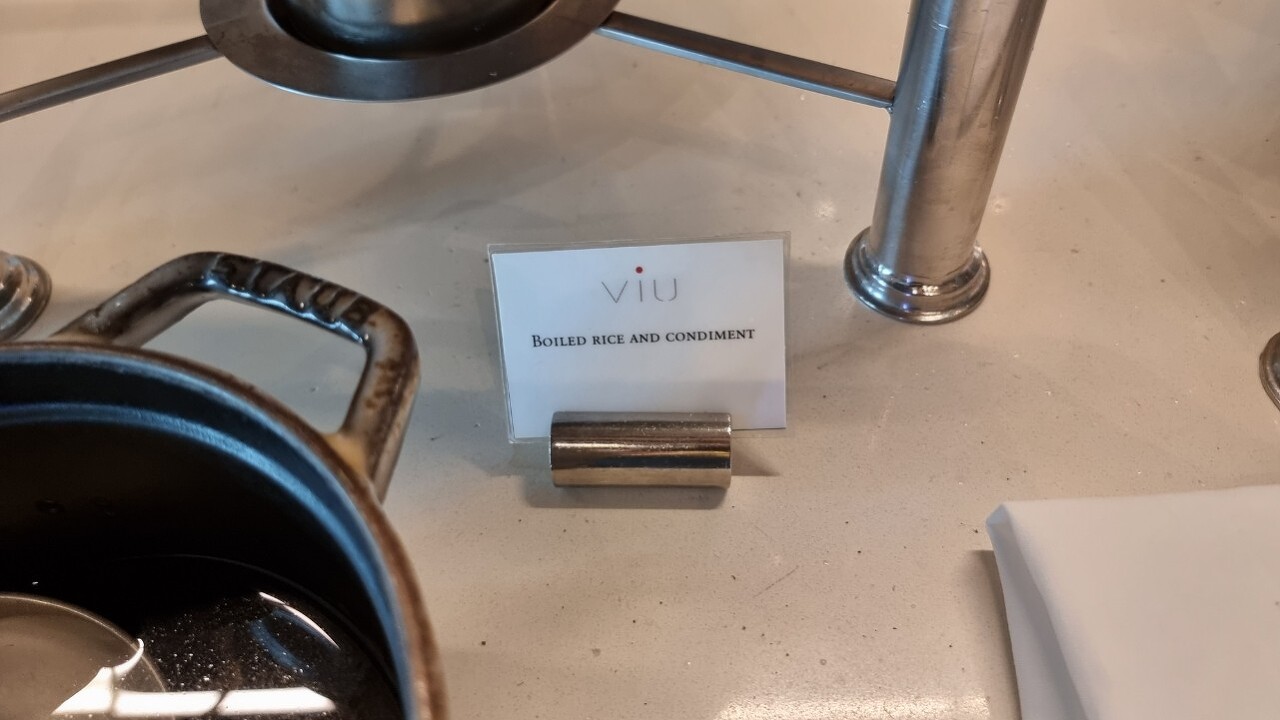 STAUB
VIU
BOILED RICE AND CONDIMENT